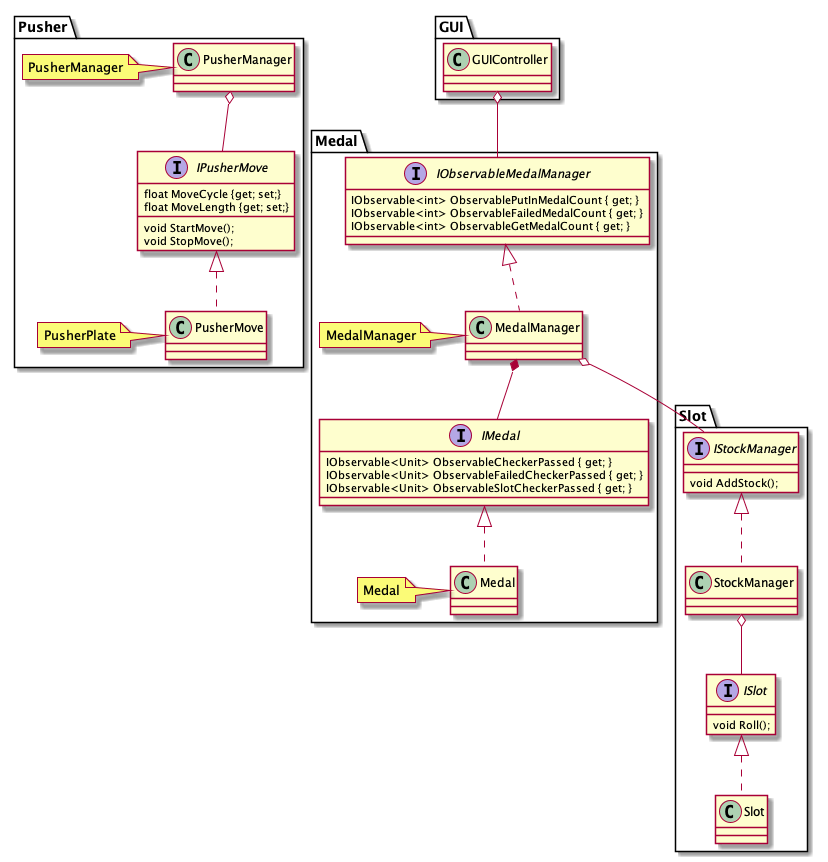 Pusher
C PusherManager
PusherManager
I IPusherMove
float MoveCycle {get; set;}
float MoveLength {get; set;}
void StartMove();
void StopMove();
C PusherMove
PusherPlate
GUI
C GUIController
Medal
I IObservableMedalManager
IObservable<int> ObservablePutInMedalCount { get; }
IObservable<int> ObservableFailedMedalCount { get; }
IObservable<int> ObservableGetMedalCount { get; }
C MedalManager
MedalManager
I IMedal
IObservable<Unit> ObservableCheckerPassed { get; }
IObservable<Unit> ObservableFailedCheckerPassed { get; }
IObservable<Unit> ObservableSlotCheckerPassed { get; }
C Medal
Medal
Slot
I IStockManager
void AddStock();
C StockManager
I ISlot
void Roll();
C Slot